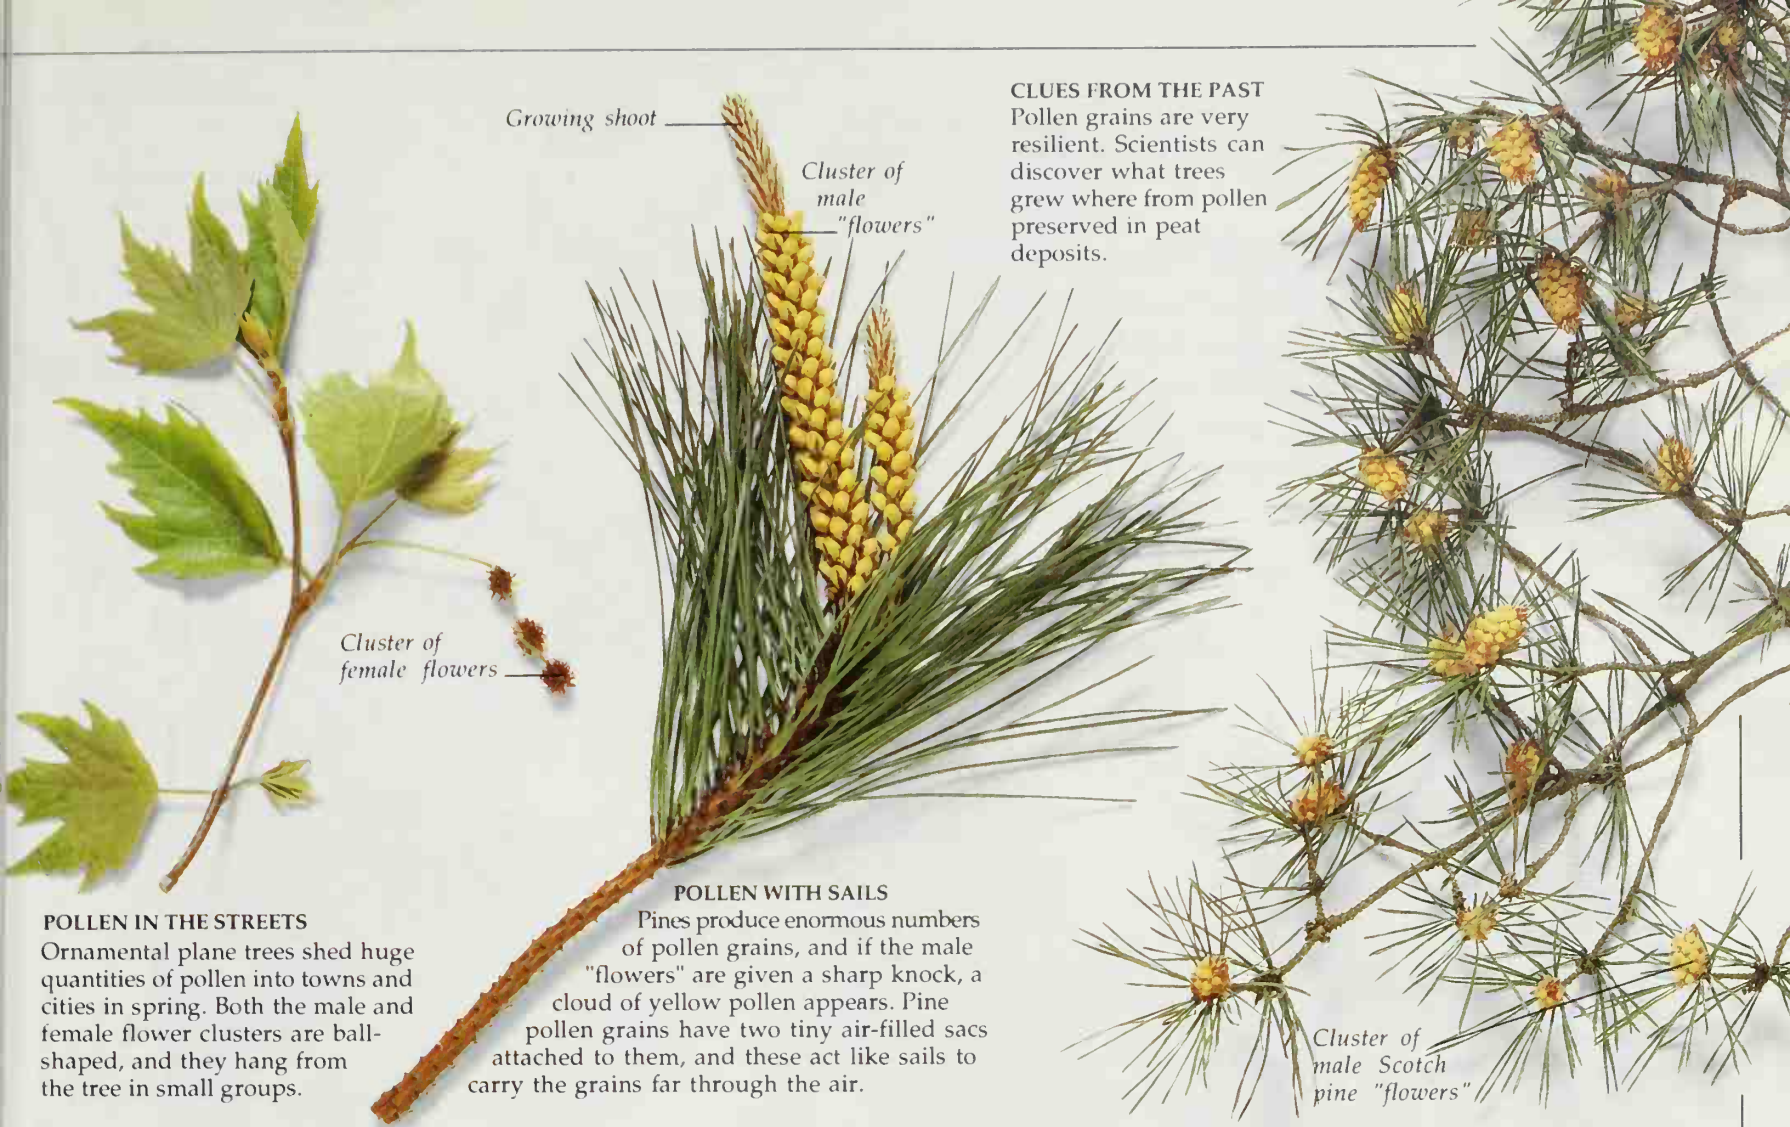 Growing shoot
Cluster of
male
"flowers"
CLUES FROM THE PAST
Pollen grains are very
resilient. Scientists can
discover what trees
grew where from pollen
preserved in peat
deposits.
Cluster of
female flowers
POLLEN IN THE STREETS
Ornamental plane trees shed huge
quantities of pollen into towns and
cities in spring. Both the male and
female flower clusters are ball-
shaped, and they hang from
the tree in small groups.
POLLEN WITH SAILS
Pines produce enormous numbers
of pollen grains, and if the male
"flowers" are given a sharp knock, a
cloud of yellow pollen appears. Pine
pollen grains have two tiny air-filled sacs
attached to them, and these act like sails to
carry the grains far through the air.
Cluster of
male Scotch
pine "flowers"